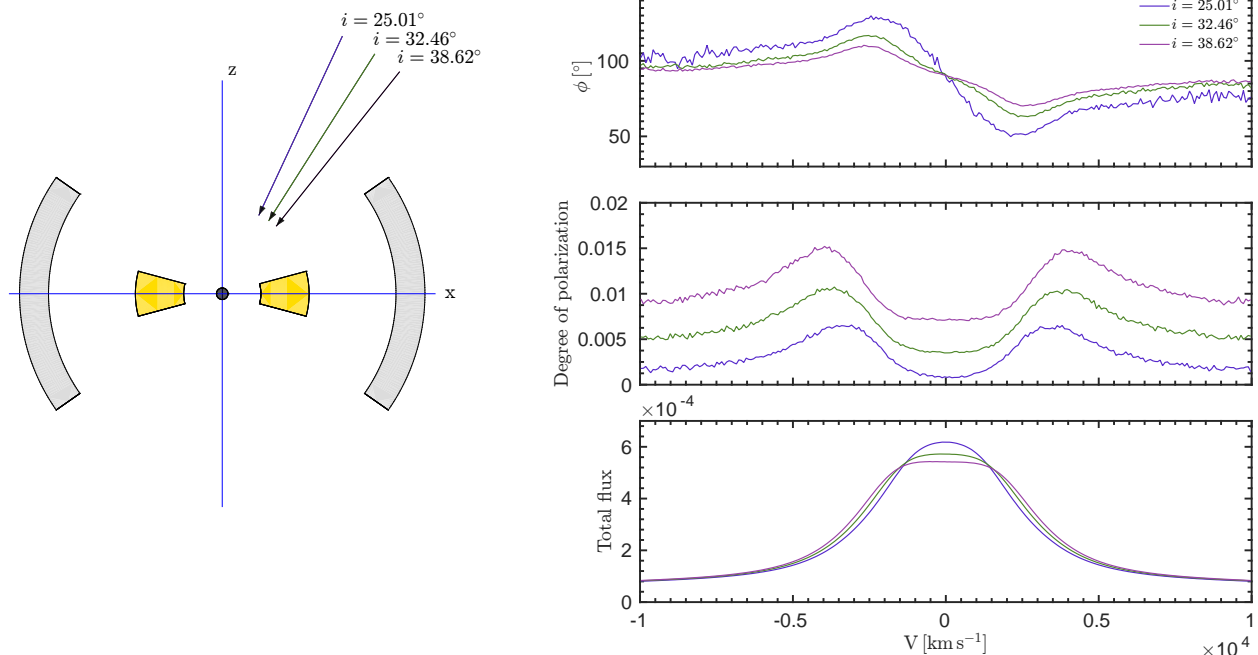 i = 25.01°
i = 32.46°
i = 38.62°
z
x
i = 25.01°
i = 32.46°
i = 38.62°
100
50
ϕ [°]
0.02
0.015
0.01
0.005
0
Degree of polarization
×10⁻⁴
6
4
2
0
Total flux
-1 -0.5 0 0.5 1
V [km s⁻¹]
×10⁴